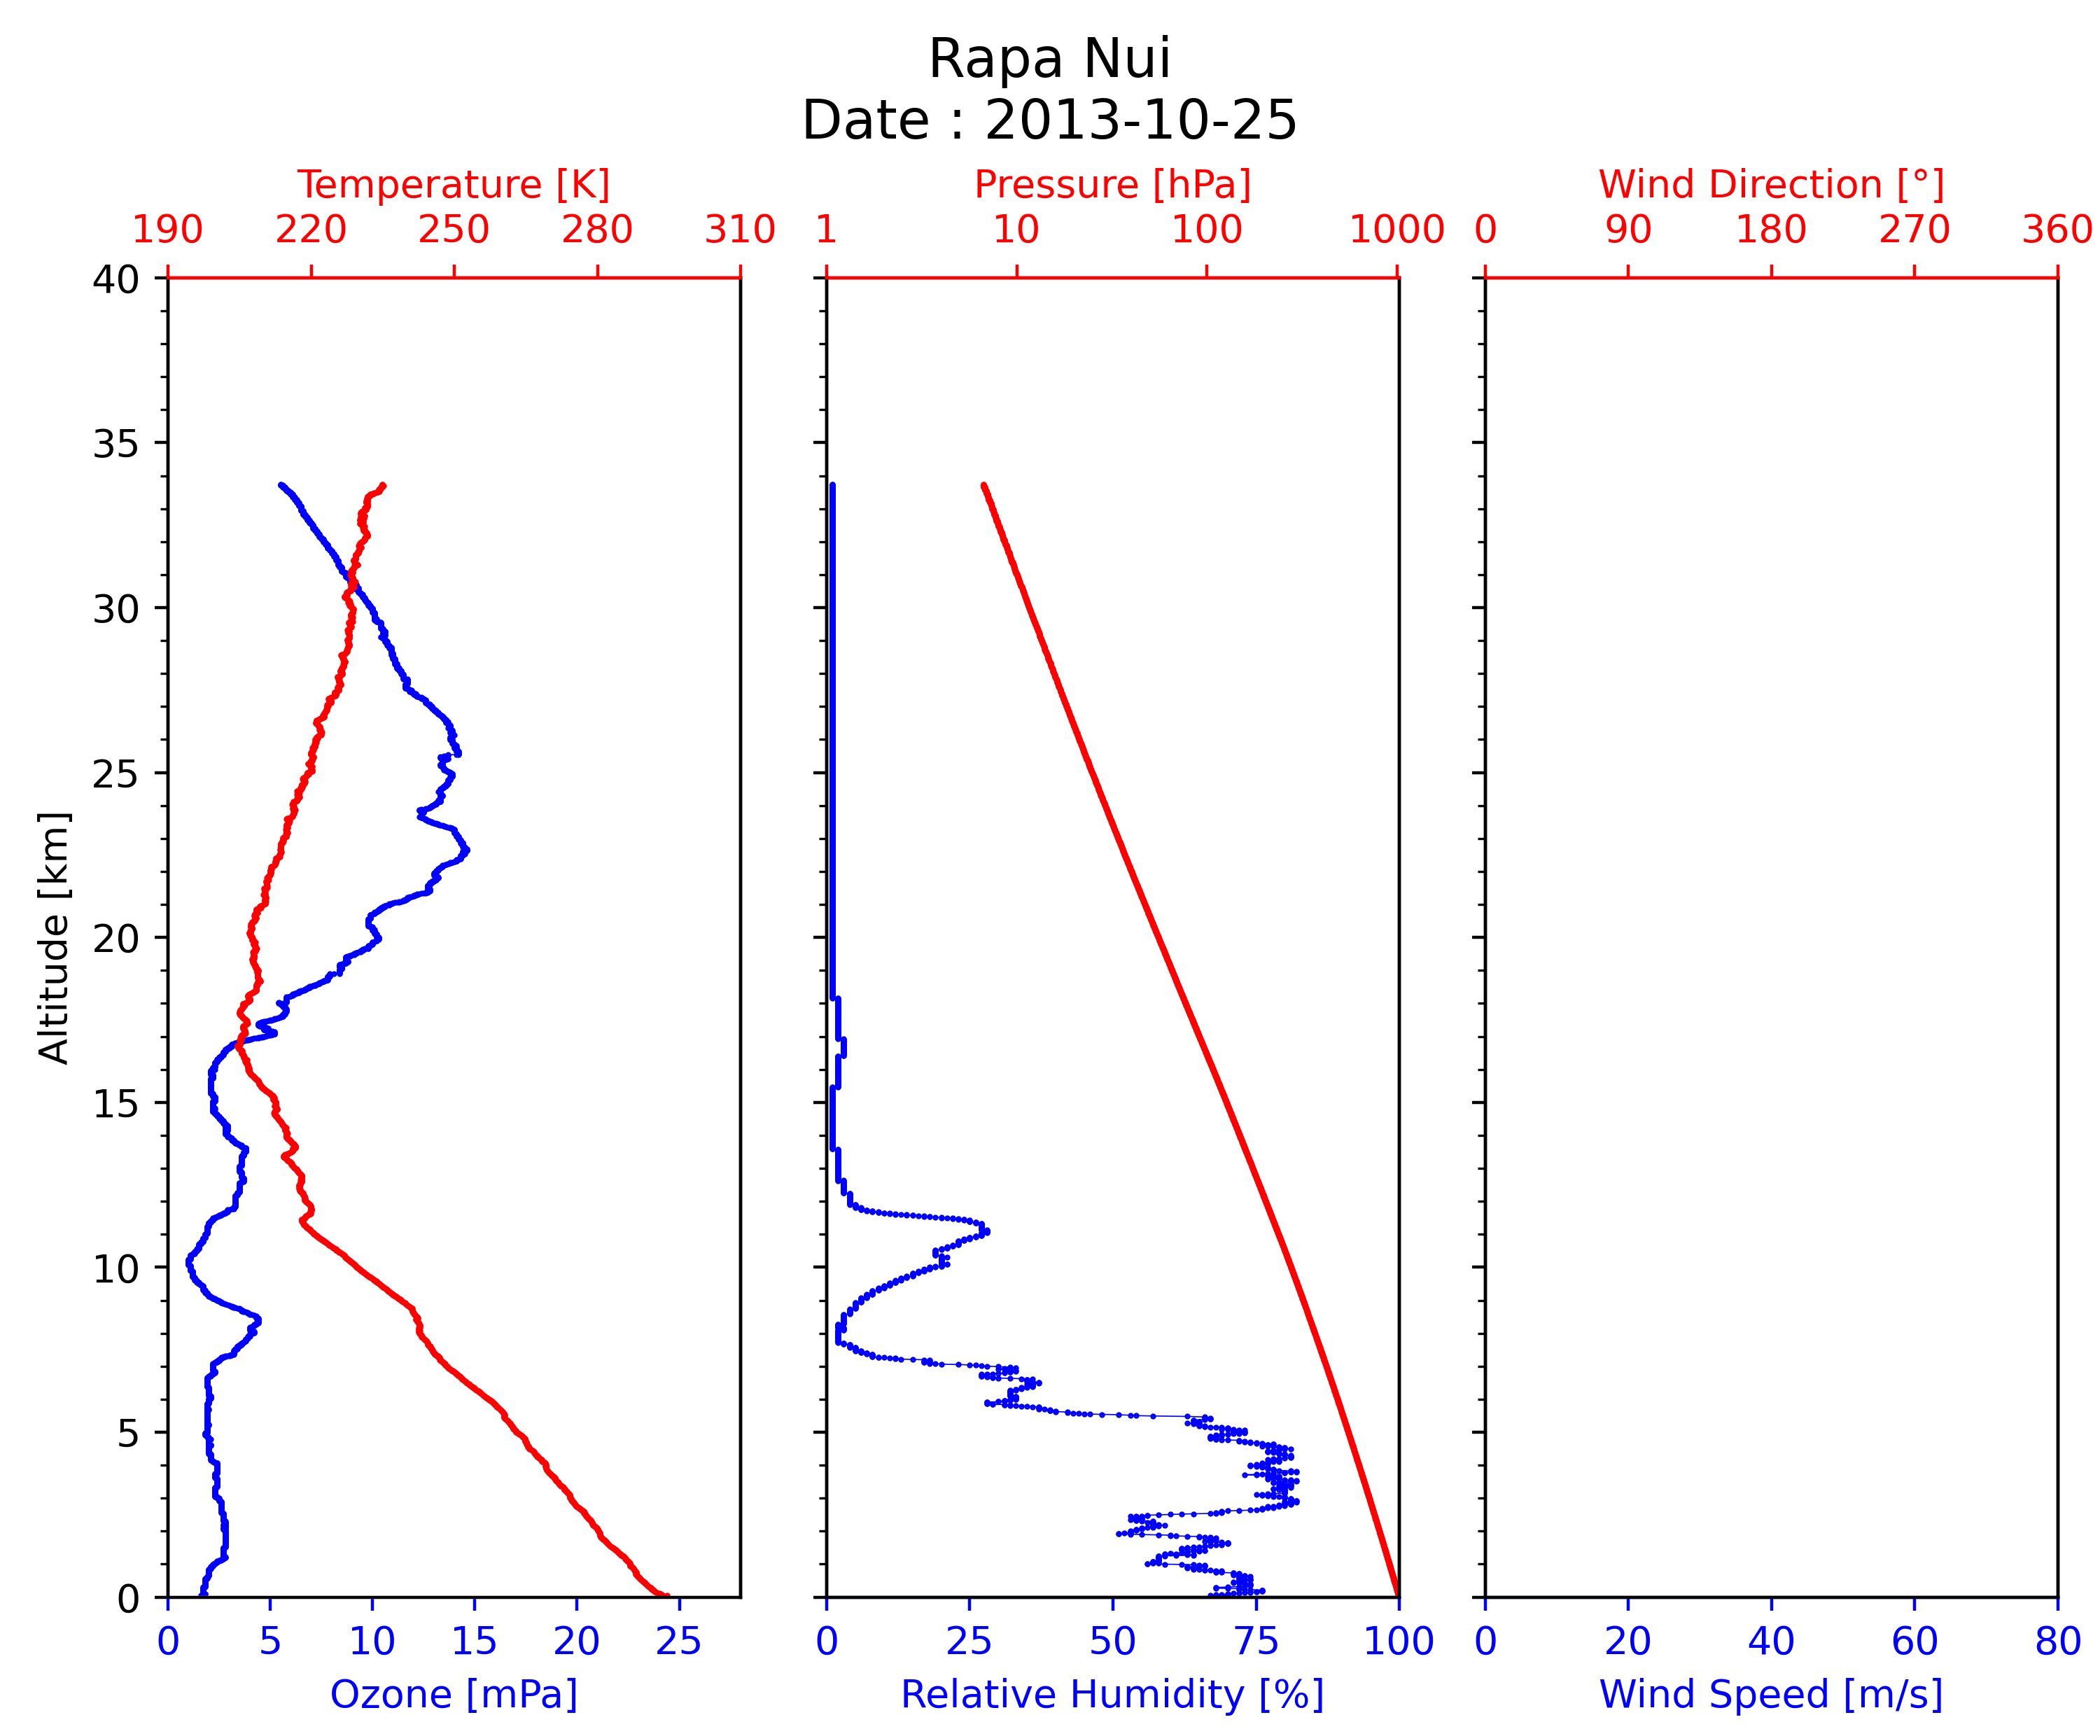 Rapa Nui
Date : 2013-10-25
Temperature [K]
190 220 250 280 310
Pressure [hPa]
1 10 100 1000
Wind Direction [°]
0 90 180 270 360
40
35
30
25
20
15
10
5
0
Altitude [km]
0 5 10 15 20 25
Ozone [mPa]
0 25 50 75 100
Relative Humidity [%]
0 20 40 60 80
Wind Speed [m/s]